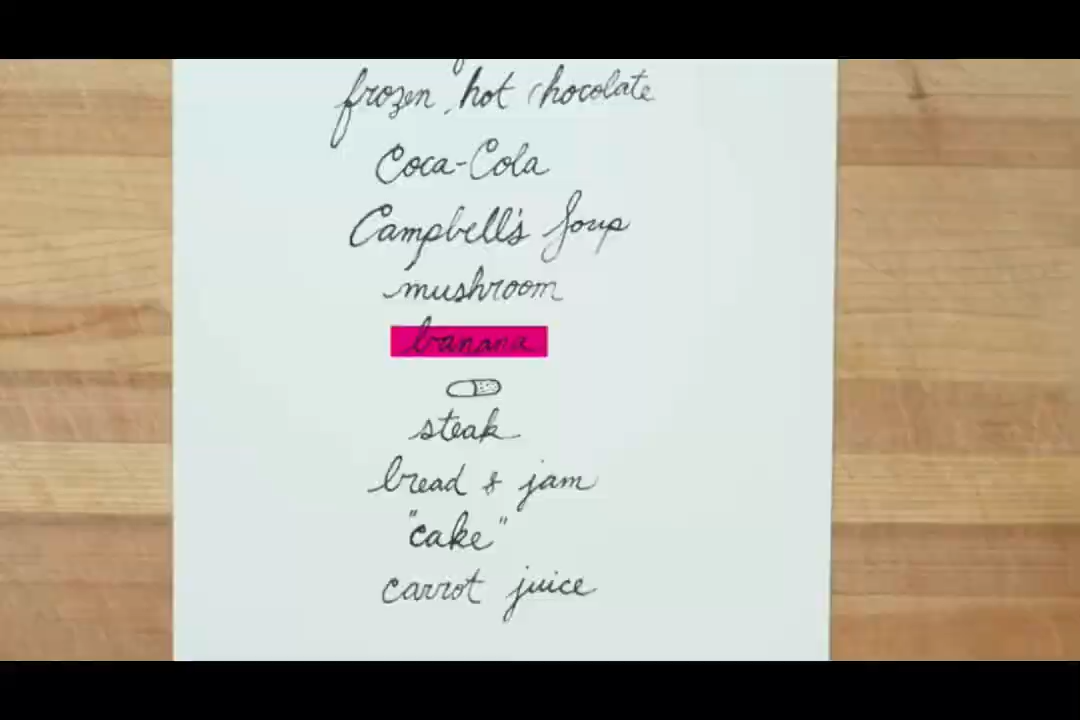 frozen hot chocolate
Coca-Cola
Campbell's Soup
mushroom
banana
steak
bread & jam
"cake"
carrot juice